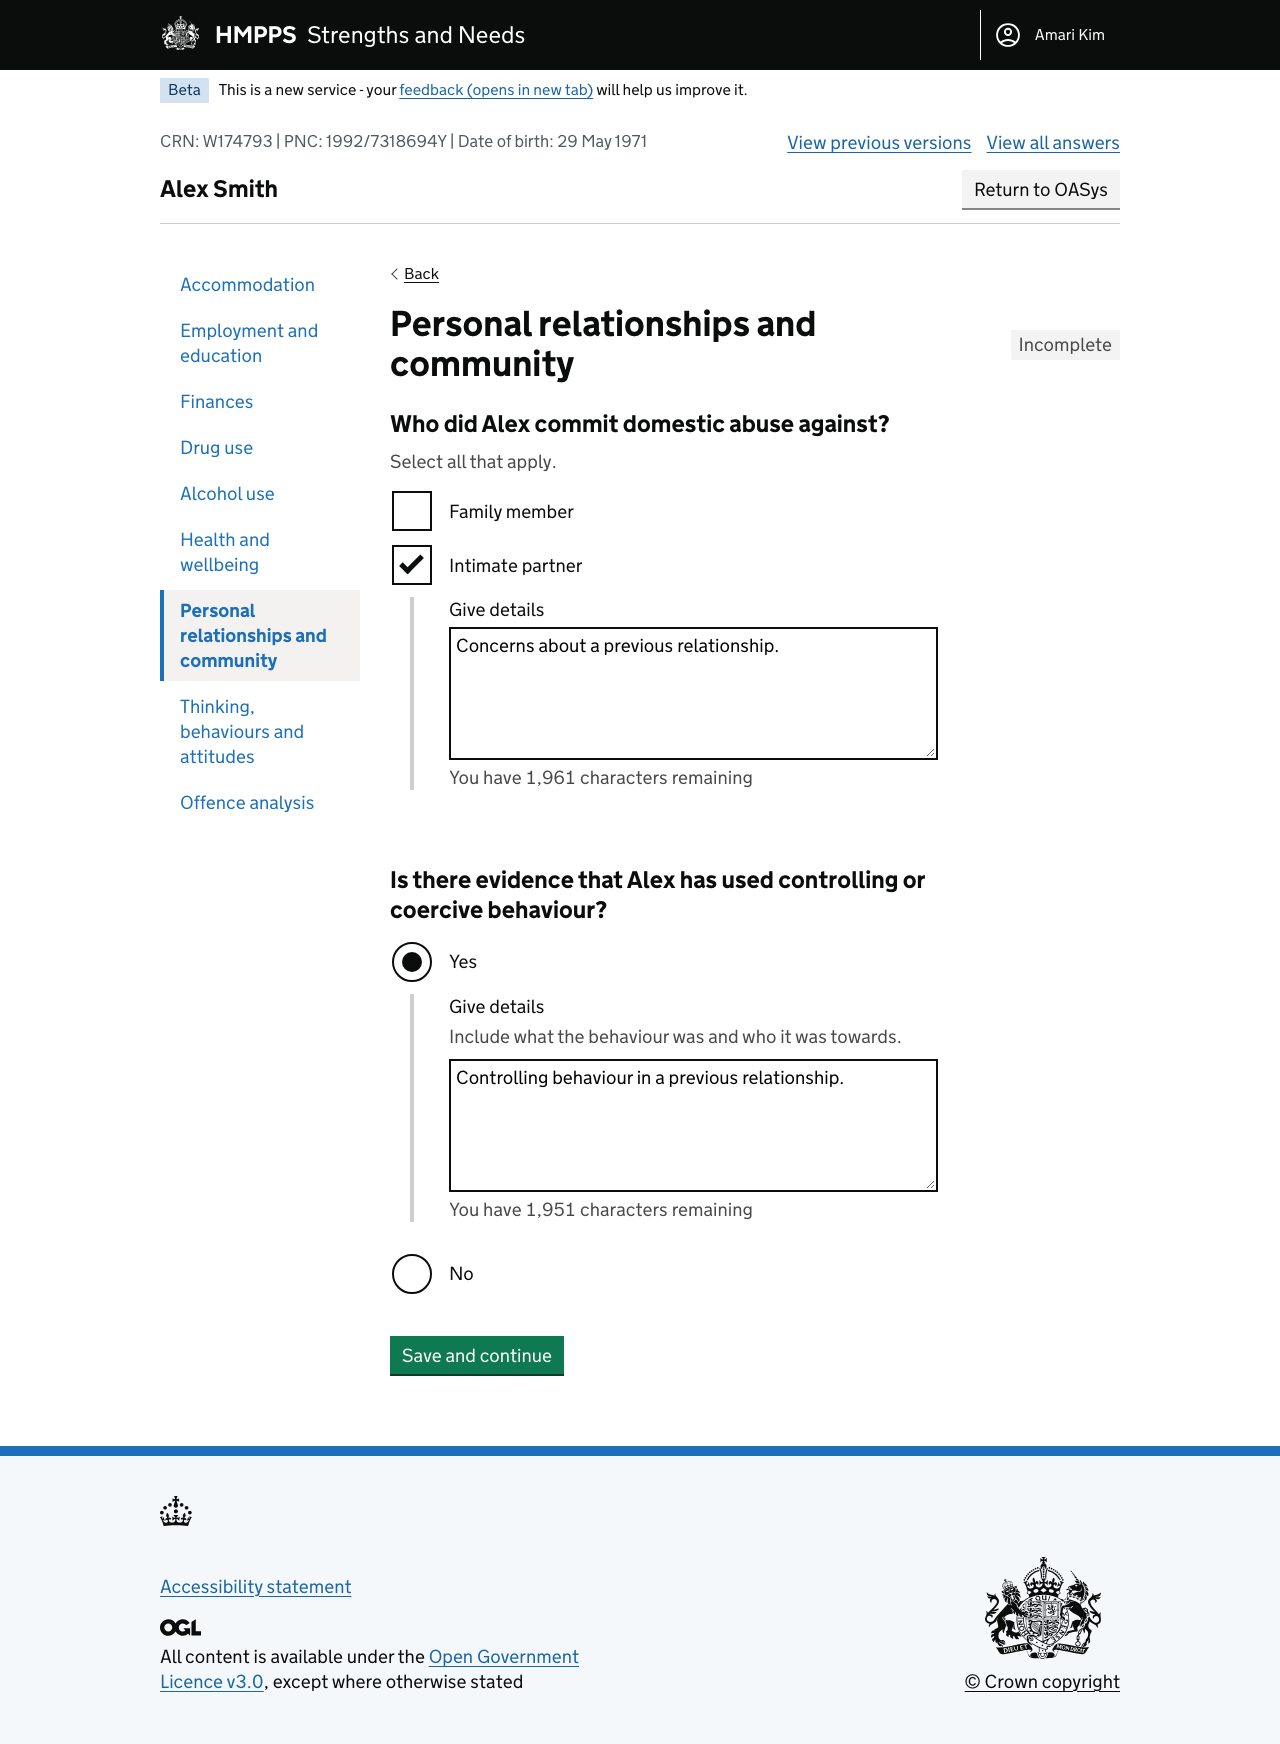 HMPPS Strengths and Needs
Amari Kim
Beta This is a new service - your feedback (opens in new tab) will help us improve it.
CRN: W174793 | PNC: 1992/7318694Y | Date of birth: 29 May 1971
View previous versions View all answers
Alex Smith
Return to OASys
Accommodation
Employment and
education
Finances
Drug use
Alcohol use
Health and
wellbeing
Personal
relationships and
community
Thinking,
behaviours and
attitudes
Offence analysis
Back
Personal relationships and
community
Incomplete
Who did Alex commit domestic abuse against?
Select all that apply.
Family member
Intimate partner
Give details
Concerns about a previous relationship.
You have 1,961 characters remaining
Is there evidence that Alex has used controlling or
coercive behaviour?
Yes
Give details
Include what the behaviour was and who it was towards.
Controlling behaviour in a previous relationship.
You have 1,951 characters remaining
No
Save and continue
Accessibility statement
OGL
All content is available under the Open Government
Licence v3.0, except where otherwise stated
© Crown copyright